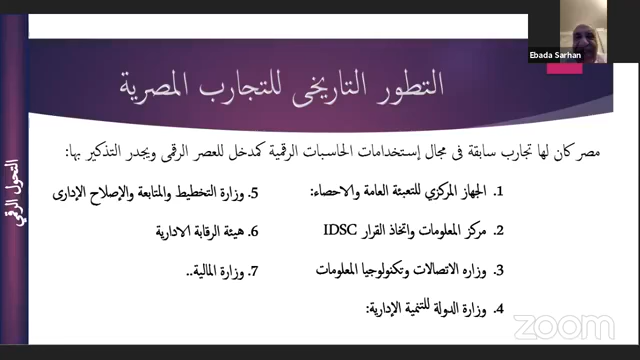 Ebada Sarhan
التطور التاريخى للتجارب المصرية
مصر كان لها تجارب سابقة فى مجال إستخدامات الحاسبات الرقمية كمدخل للعصر الرقمى ويجدر التذكير بها:
1. الجهاز المركزي للتعبئة العامة والاحصاء:
2. مركز المعلومات واتخاذ القرار IDSC
3. وزاره الاتصالات وتكنولوجيا المعلومات
4. وزارة الدولة للتنمية الإدارية:
5. وزارة التخطيط والمتابعة والإصلاح الإدارى
6. هيئة الرقابة الادارية
7. وزارة المالية..
التحول الرقمي
zoom